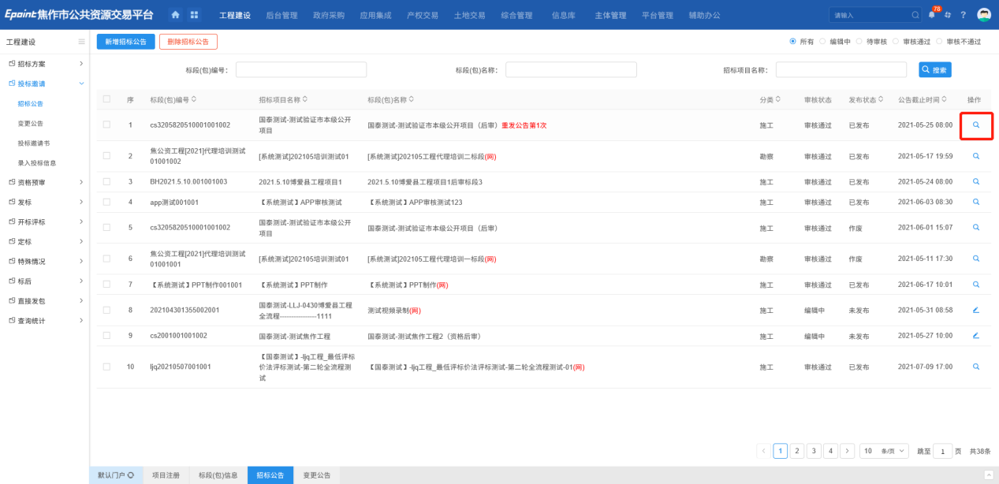 Epoint焦作市公共资源交易平台 工程建设 后台管理 政府采购 应用集成 产权交易 土地交易 综合管理 信息库 主体管理 平台管理 辅助办公 请输入 78 ?
工程建设
新增招标公告 删除招标公告 所有 编辑中 待审核 审核通过 审核不通过
招标方案
投标邀请
招标公告
变更公告
投标邀请书
录入投标信息
资格预审
发标
开标评标
定标
特殊情况
标后
直接发包
查询统计
标段(包)编号: 标段(包)名称: 招标项目名称: 搜索
序 标段(包)编号 招标项目名称 标段(包)名称 分类 审核状态 发布状态 公告截止时间 操作
1 cs3205820510001001002 国泰测试-测试验证市本级公开
项目 国泰测试-测试验证市本级公开项目（后审）重发公告第1次 施工 审核通过 已发布 2021-05-25 08:00
2 焦公资工程[2021]代理培训测试
01001002 [系统测试]202105培训测试01 [系统测试]202105工程代理培训二标段(网) 勘察 审核通过 已发布 2021-05-17 19:59
3 BH2021.5.10.001001003 2021.5.10博爱县工程项目1 2021.5.10博爱县工程项目1后审标段3 施工 审核通过 已发布 2021-05-24 08:00
4 app测试001001 【系统测试】APP审核测试 【系统测试】APP审核测试123 施工 审核通过 已发布 2021-06-03 08:30
5 cs3205820510001001002 国泰测试-测试验证市本级公开
项目 国泰测试-测试验证市本级公开项目（后审） 施工 审核通过 作废 2021-06-01 15:07
6 焦公资工程[2021]代理培训测试
01001001 [系统测试]202105培训测试01 [系统测试]202105工程代理培训一标段(网) 勘察 审核通过 作废 2021-05-11 17:30
7 【系统测试】PPT制作001001 【系统测试】PPT制作 【系统测试】PPT制作(网) 施工 审核通过 已发布 2021-06-17 10:01
8 202104301355002001 国泰测试-LLJ-0430博爱县工程
全流程----------------1111 测试视频录制(网) 施工 编辑中 未发布 2021-05-31 08:58
9 cs2001001001002 国泰测试-测试焦作工程 国泰测试-测试焦作工程2（资格后审） 施工 编辑中 未发布 2021-05-27 10:00
10 ljq20210507001001 【国泰测试】-ljq工程_最低评标
价法评标测试-第二轮全流程测
试 【国泰测试】-ljq工程_最低评标价法评标测试-第二轮全流程测试-01(网) 施工 审核通过 已发布 2021-07-09 17:00
1 2 3 4 10 条/页 跳至 1 页 共38条
默认门户 项目注册 标段(包)信息 招标公告 变更公告